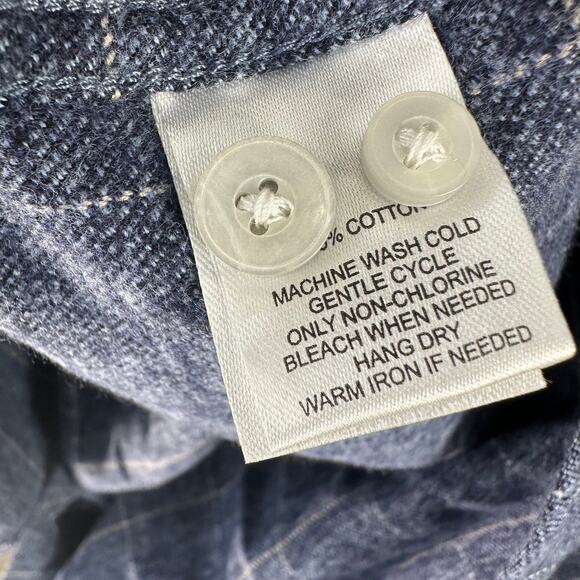 % COTTON
MACHINE WASH COLD
GENTLE CYCLE
ONLY NON-CHLORINE
BLEACH WHEN NEEDED
HANG DRY
WARM IRON IF NEEDED